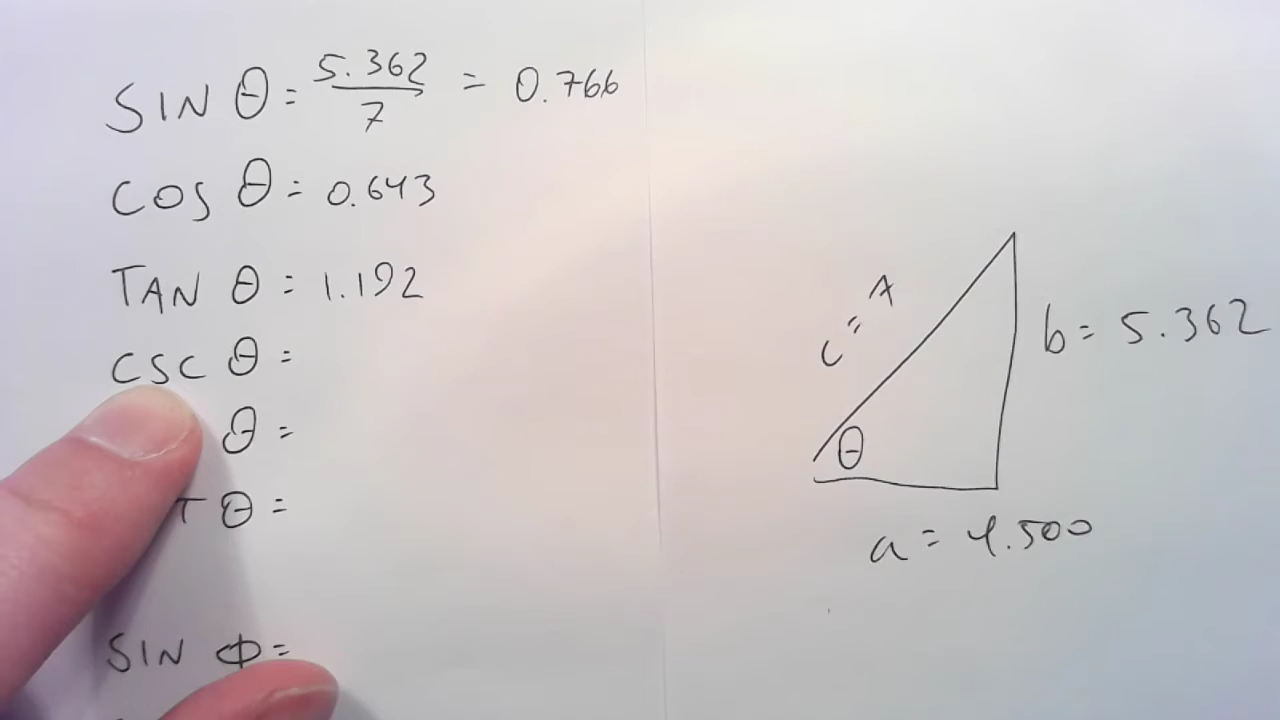 SIN θ = 5.362/7 = 0.766
COS θ = 0.643
TAN θ = 1.192
CSC θ =
θ =
T θ =
SIN Φ =
c = 7
b = 5.362
θ
a = 4.500